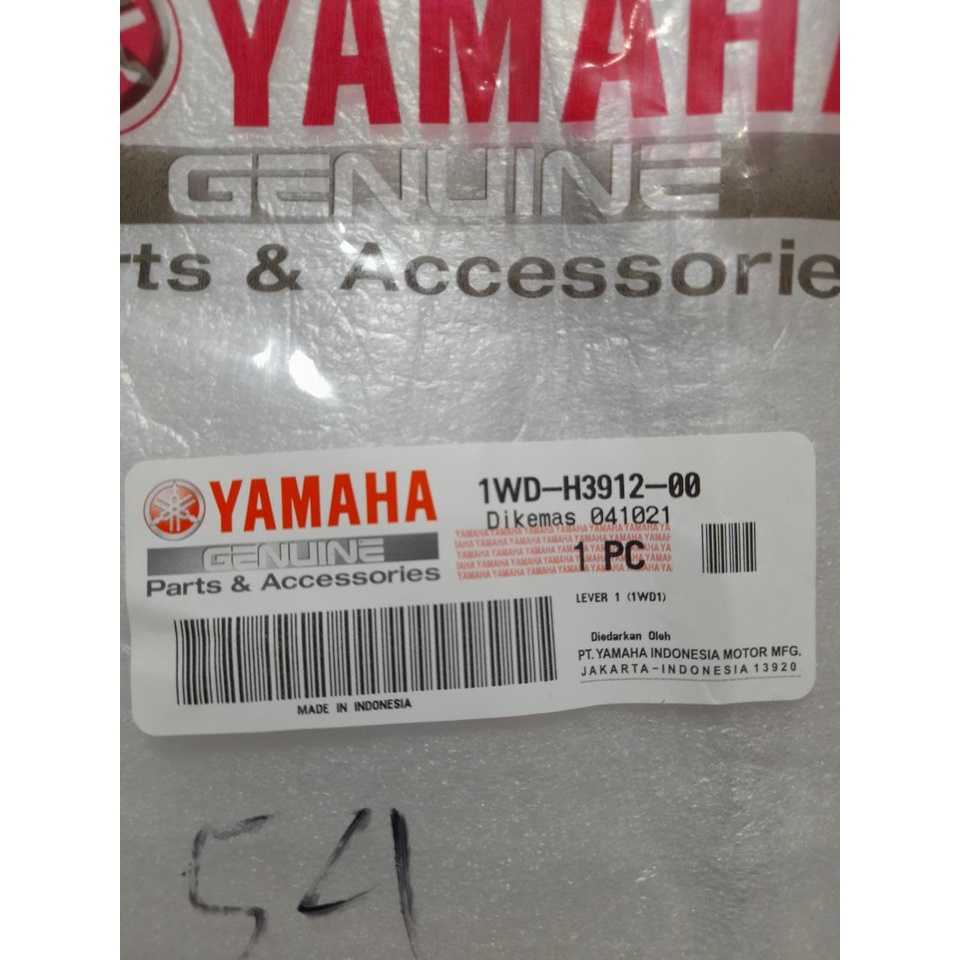 YAMAHA
GENUINE
rts & Accessorie
YAMAHA
GENUINE
Parts & Accessories
1WD-H3912-00
Dikemas 041021
1 PC
LEVER 1 (1WD1)
Diedarkan Oleh
PT. YAMAHA INDONESIA MOTOR MFG.
JAKARTA-INDONESIA 13920
MADE IN INDONESIA
54